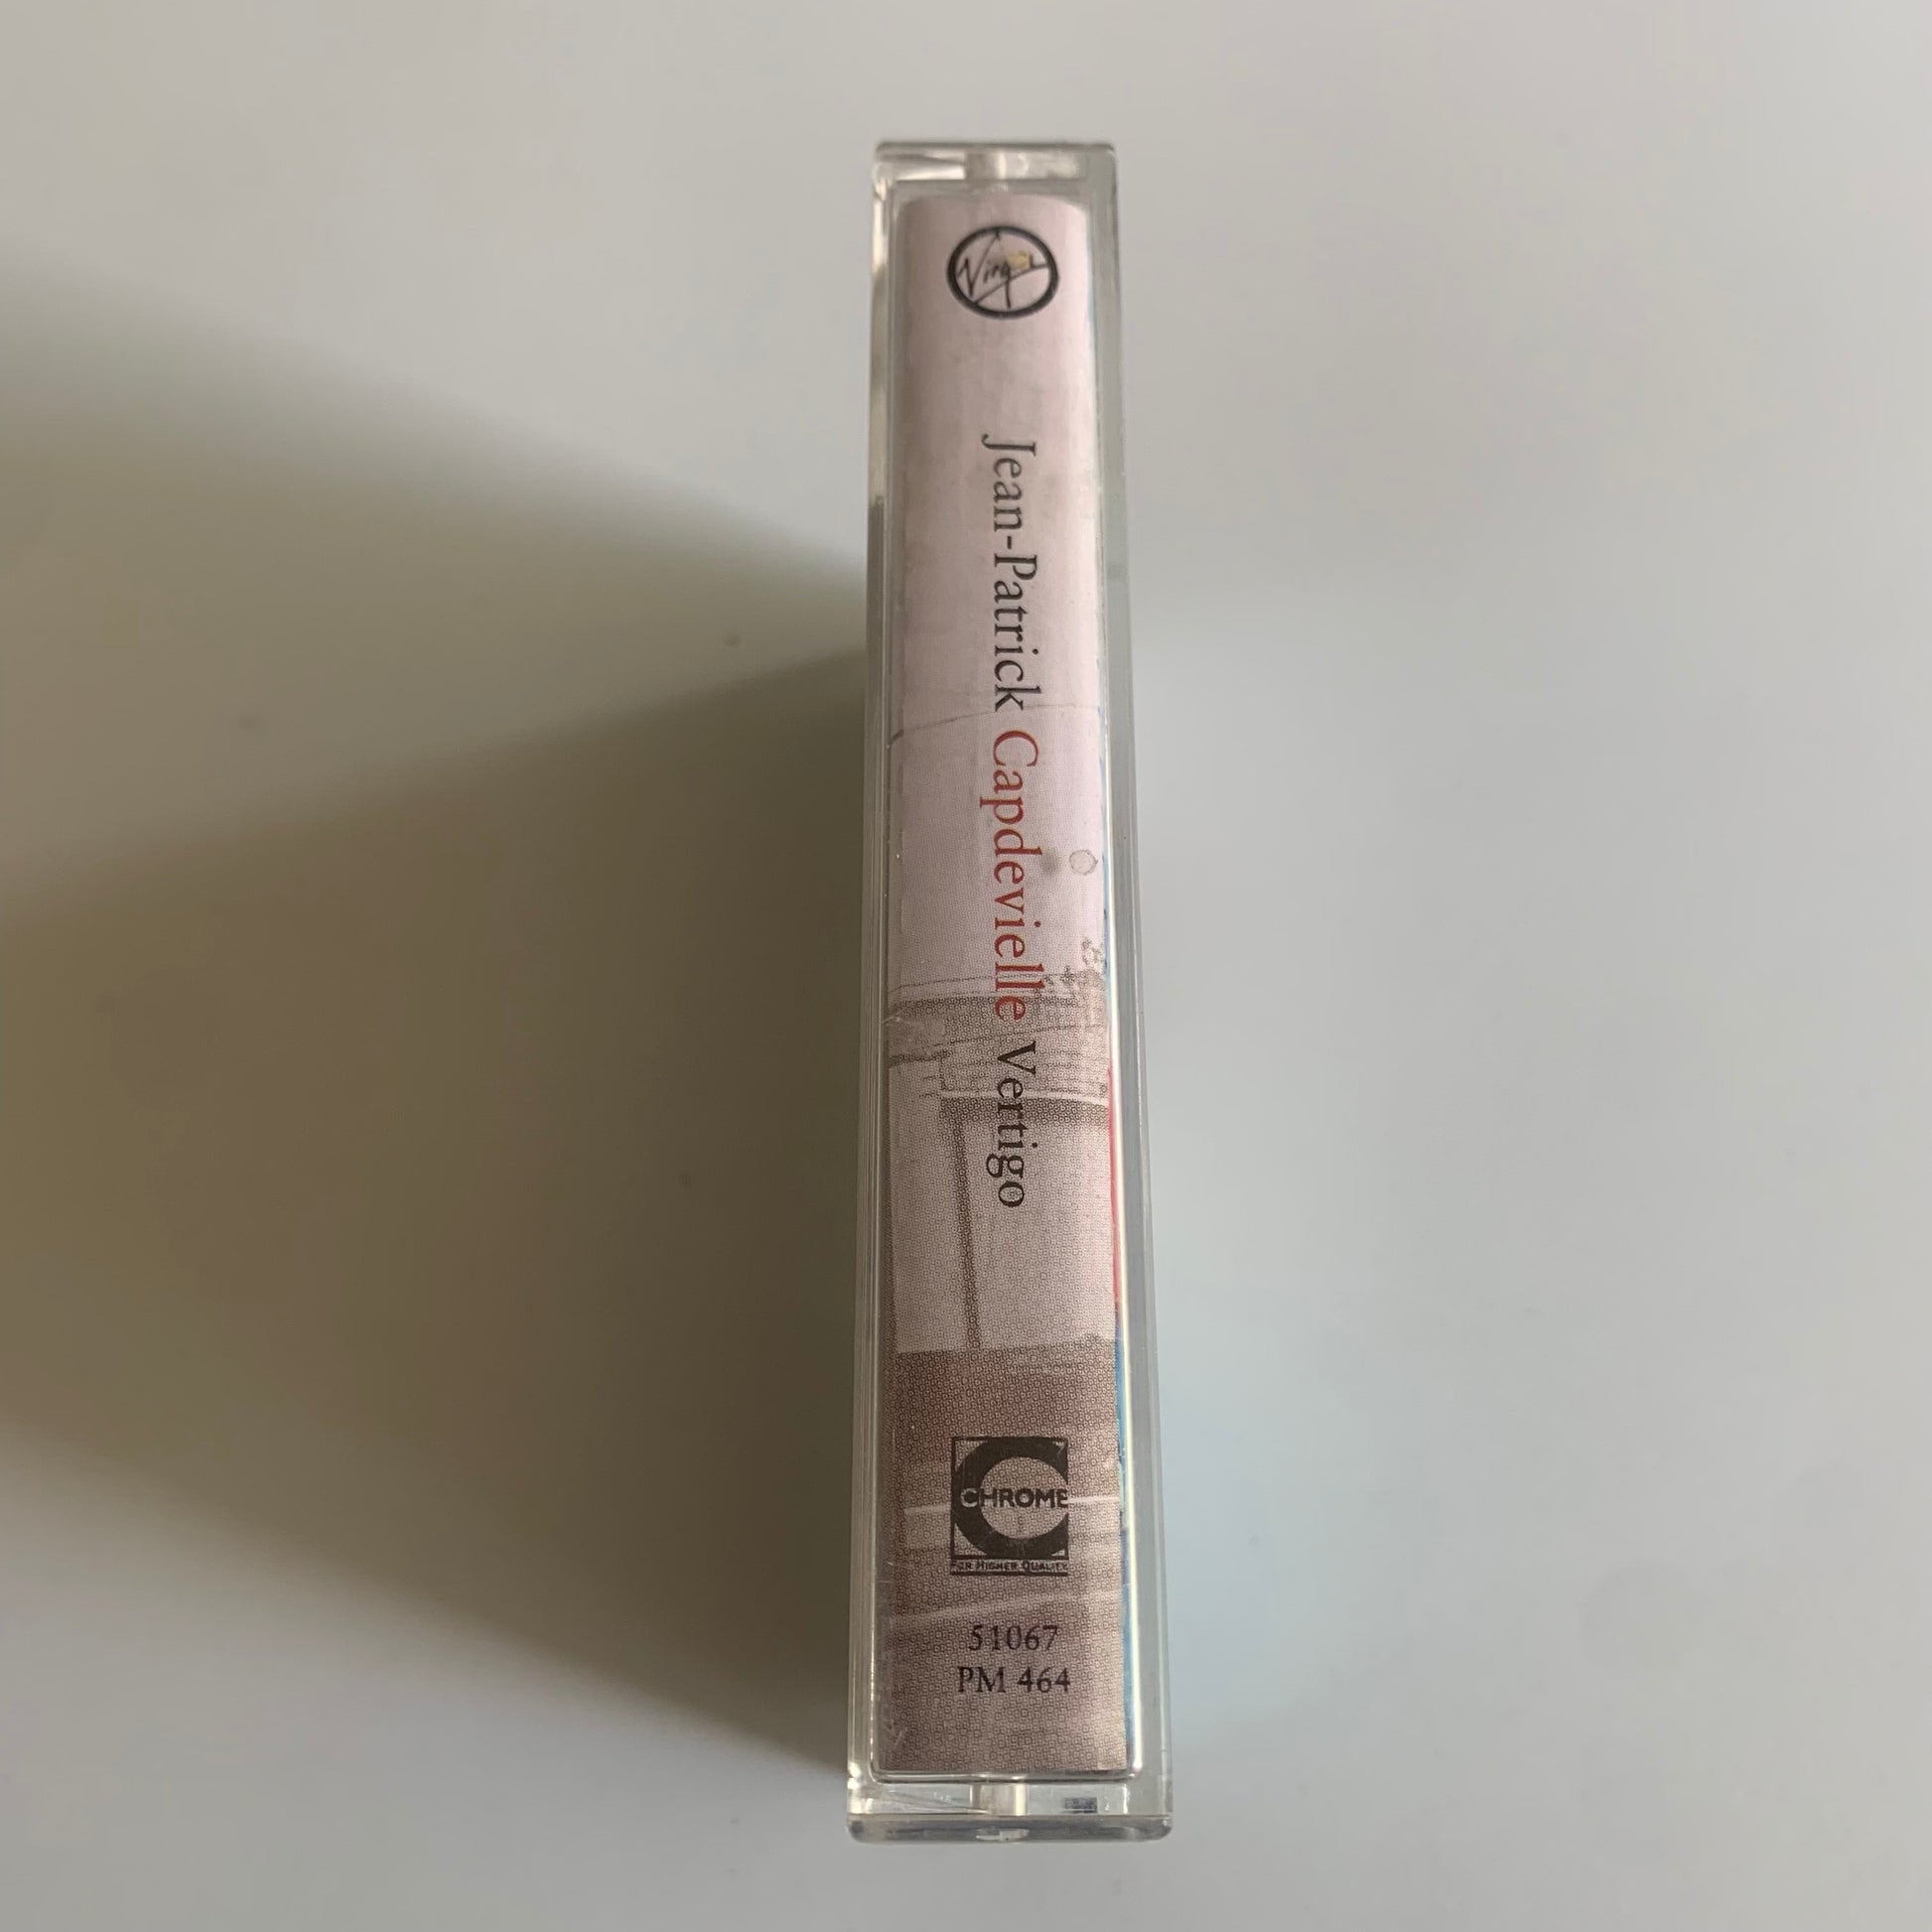 Virgin
Jean-Patrick Capdevielle Vertigo
CHROME
FOR HIGHER QUALITY
51067
PM 464